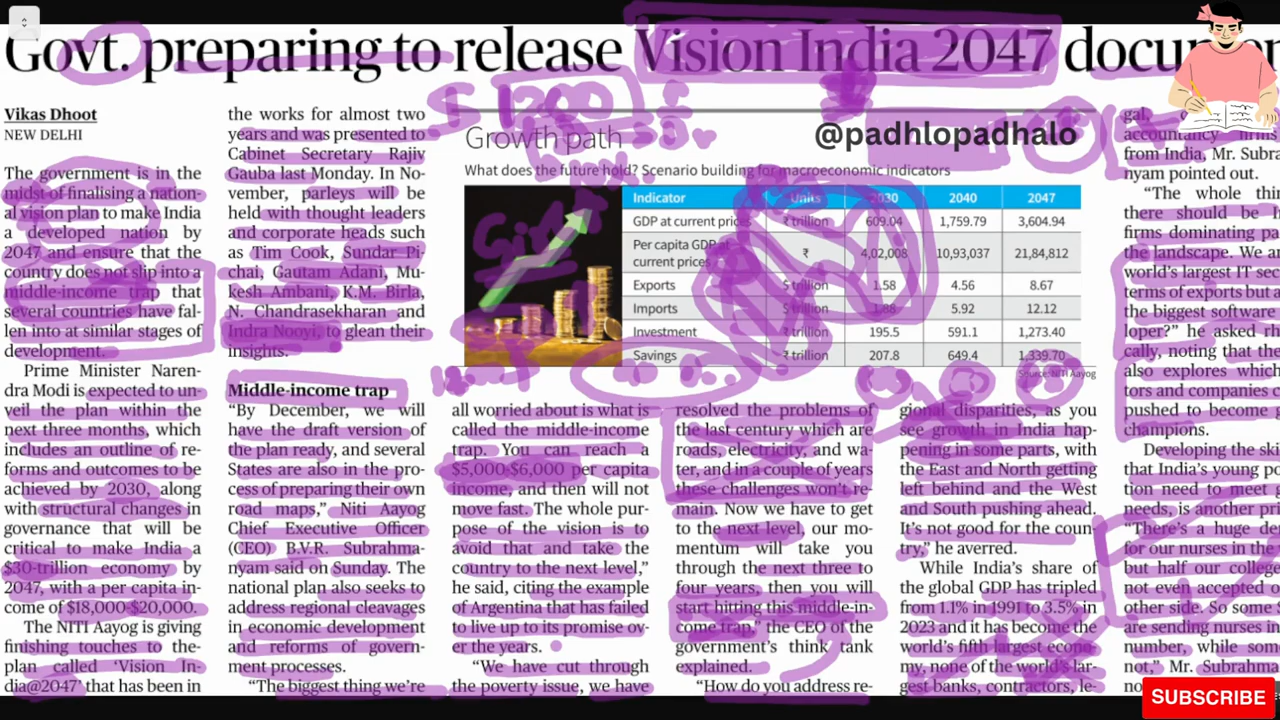 Govt. preparing to release Vision India 2047
Vikas Dhoot
NEW DELHI
The government is in the
midst of finalising a nation-
al vision plan to make India
a developed nation by
2047 and ensure that the
country does not slip into a
middle-income trap that
several countries have fal-
len into at similar stages of
development.
Prime Minister Naren-
dra Modi is expected to un-
veil the plan within the
next three months, which
includes an outline of re-
forms and outcomes to be
achieved by 2030, along
with structural changes in
governance that will be
critical to make India a
$30-trillion economy by
2047, with a per capita in-
come of $18,000-$20,000.
The NITI Aayog is giving
finishing touches to the
plan called ‘Vision In-
dia@2047’ that has been in
the works for almost two
years and was presented to
Cabinet Secretary Rajiv
Gauba last Monday. In No-
vember, parleys will be
held with thought leaders
and corporate heads such
as Tim Cook, Sundar Pi-
chai, Gautam Adani, Mu-
kesh Ambani, K.M. Birla,
N. Chandrasekharan and
Indra Nooyi, to glean their
insights.
Middle-income trap
“By December, we will
have the draft version of
the plan ready, and several
States are also in the pro-
cess of preparing their own
road maps,” Niti Aayog
Chief Executive Officer
(CEO) B.V.R. Subrahma-
nyam said on Sunday. The
national plan also seeks to
address regional cleavages
in economic development
and reforms of govern-
ment processes.
“The biggest thing we’re
$ 1200
Growth path
@padhlopadhalo
What does the future hold? Scenario building for macroeconomic indicators
Indicator Units 2030 2040 2047
GDP at current prices ₹ trillion 609.04 1,759.79 3,604.94
Per capita GDP at
current prices ₹ 4,02,008 10,93,037 21,84,812
Exports $ trillion 1.58 4.56 8.67
Imports $ trillion 1.88 5.92 12.12
Investment ₹ trillion 195.5 591.1 1,273.40
Savings ₹ trillion 207.8 649.4 1,339.70
Source: NITI Aayog
all worried about is what is
called the middle-income
trap. You can reach a
$5,000-$6,000 per capita
income, and then will not
move fast. The whole pur-
pose of the vision is to
avoid that and take the
country to the next level,”
he said, citing the example
of Argentina that has failed
to live up to its promise ov-
er the years.
“We have cut through
the poverty issue, we have
resolved the problems of
the last century which are
roads, electricity, and wa-
ter, and in a couple of years
these challenges won’t re-
main. Now we have to get
to the next level, our mo-
mentum will take you
through the next three to
four years, then you will
start hitting this middle-in-
come trap,” the CEO of the
government’s think tank
explained.
“How do you address re-
gional disparities, as you
see growth in India hap-
pening in some parts, with
the East and North getting
left behind and the West
and South pushing ahead.
It’s not good for the coun-
try,” he averred.
While India’s share of
the global GDP has tripled
from 1.1% in 1991 to 3.5% in
2023 and it has become the
world’s fifth largest econo-
my, none of the world’s lar-
gest banks, contractors, le-
gal,
accountancy
from India, Mr. Subra
nyam pointed out.
“The whole thin
there should be
firms dominating pa
the landscape. We ar
world’s largest IT sec
terms of exports but a
the biggest software
loper?” he asked rh
cally, noting that the
also explores which
tors and companies c
pushed to become
champions.
Developing the ski
that India’s young po
tion need to meet g
needs, is another pri
“There’s a huge de
for our nurses in the
but half our college
not even accepted o
other side. So some
are sending nurses in
number, while som
not,” Mr. Subrahma
SUBSCRIBE